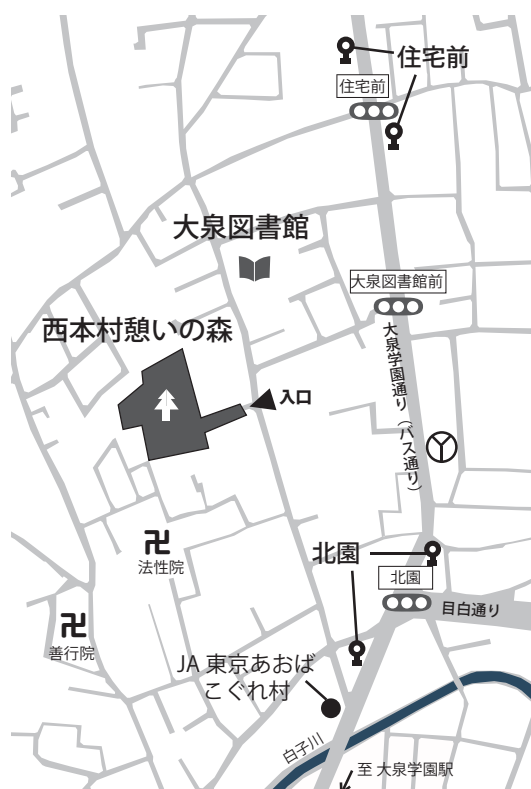 住宅前
住宅前
大泉図書館
大泉図書館前
西本村憩いの森
入口
大泉学園通り（バス通り）
北園
法性院
北園
目白通り
善行院
JA 東京あおば
こぐれ村
白子川
至 大泉学園駅